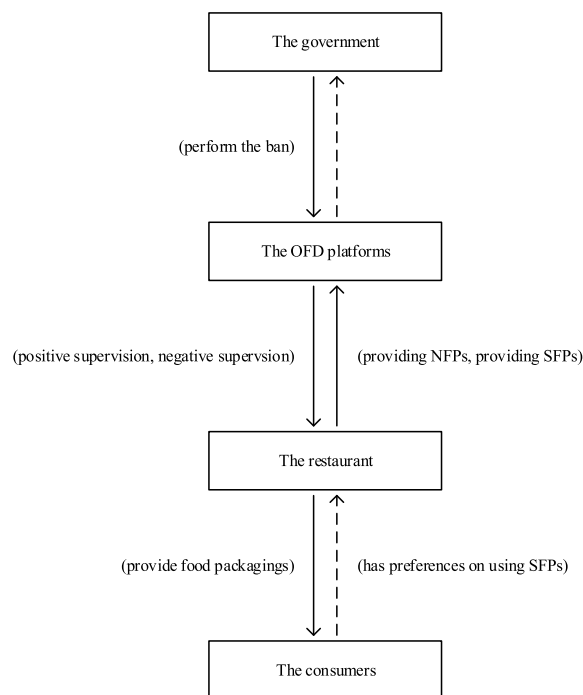 The government
(perform the ban)
The OFD platforms
(positive supervision, negative supervsion)
(providing NFPs, providing SFPs)
The restaurant
(provide food packagings)
(has preferences on using SFPs)
The consumers